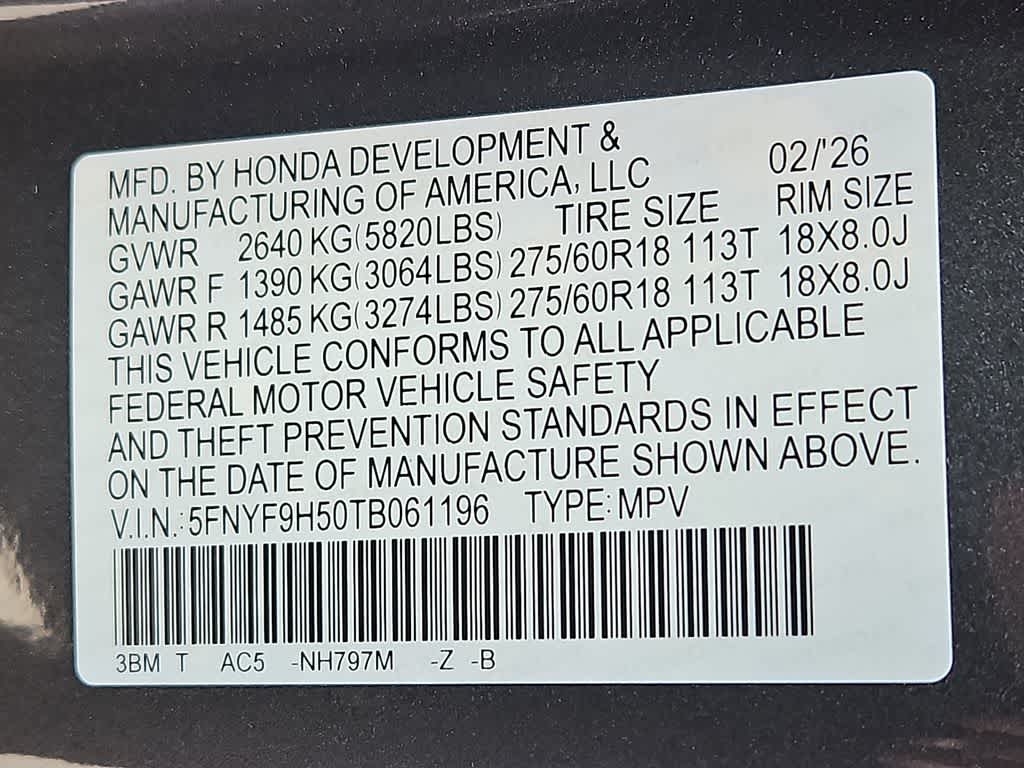 MFD. BY HONDA DEVELOPMENT &
MANUFACTURING OF AMERICA, LLC 02/'26
GVWR 2640 KG(5820LBS) TIRE SIZE RIM SIZE
GAWR F 1390 KG(3064LBS) 275/60R18 113T 18X8.0J
GAWR R 1485 KG(3274LBS) 275/60R18 113T 18X8.0J
THIS VEHICLE CONFORMS TO ALL APPLICABLE
FEDERAL MOTOR VEHICLE SAFETY
AND THEFT PREVENTION STANDARDS IN EFFECT
ON THE DATE OF MANUFACTURE SHOWN ABOVE.
V.I.N.: 5FNYF9H50TB061196 TYPE: MPV
3BM T AC5 -NH797M -Z -B